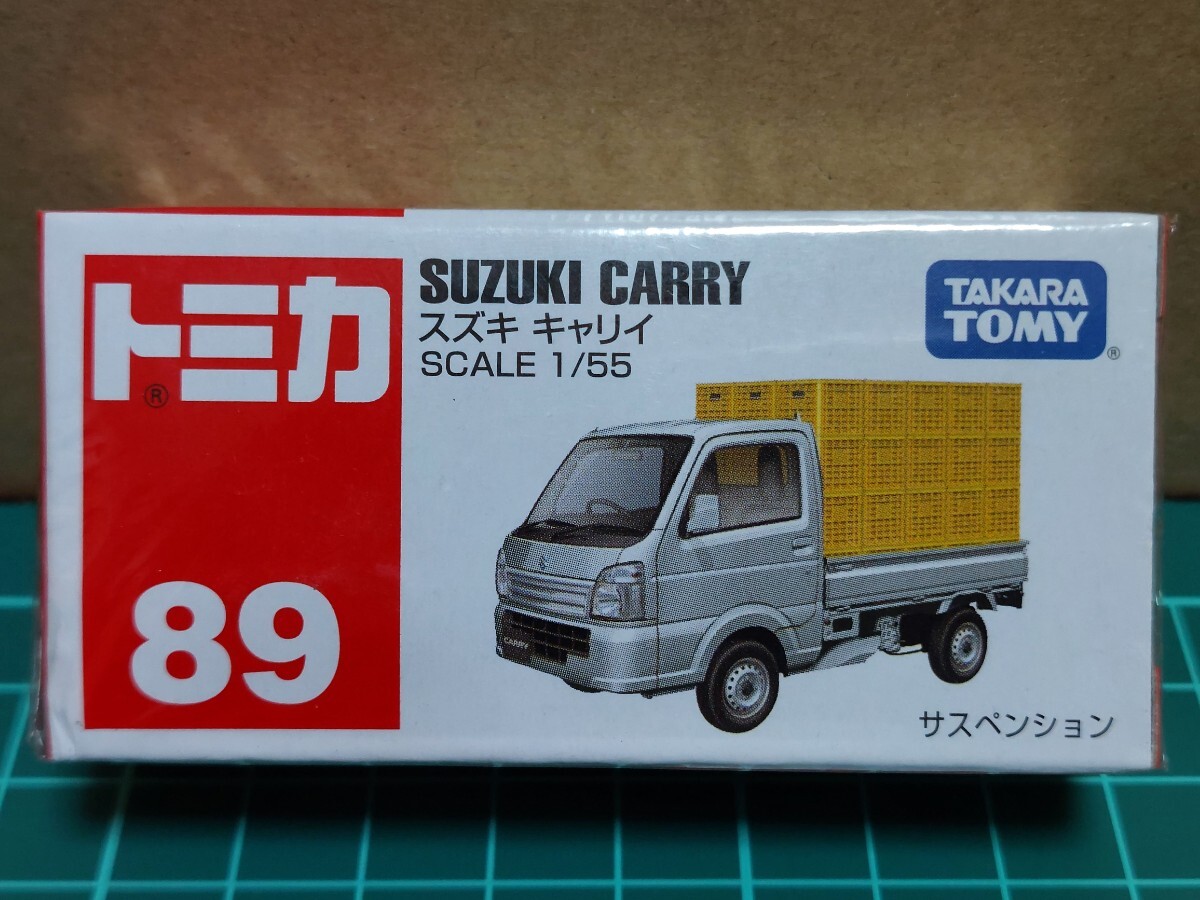 トミカ
®
89
SUZUKI CARRY
スズキ キャリイ
SCALE 1/55
TAKARA
TOMY
®
CARRY
サスペンション